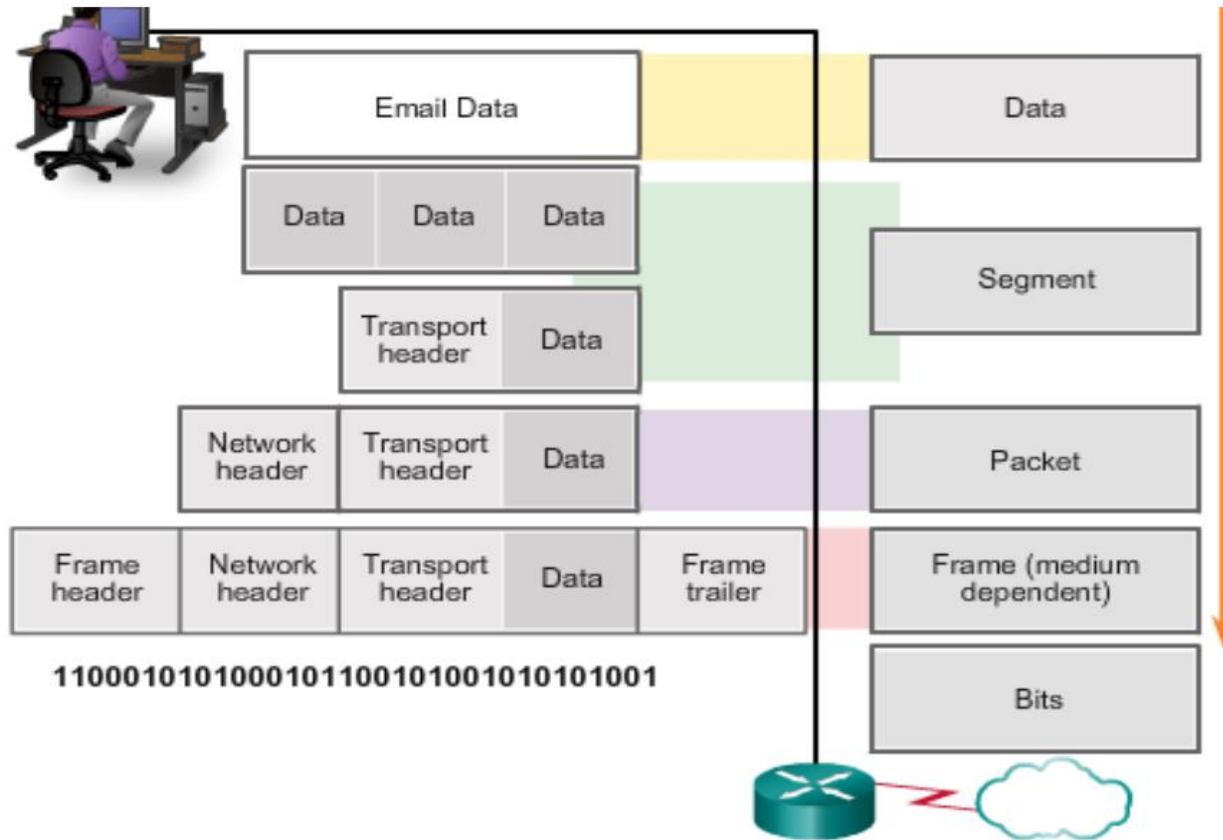 Email Data
Data
Data Data Data
Segment
Transport
header
Data
Network
header
Transport
header
Data
Packet
Frame
header
Network
header
Transport
header
Data
Frame
trailer
Frame (medium
dependent)
1100010101000101100101001010101001
Bits